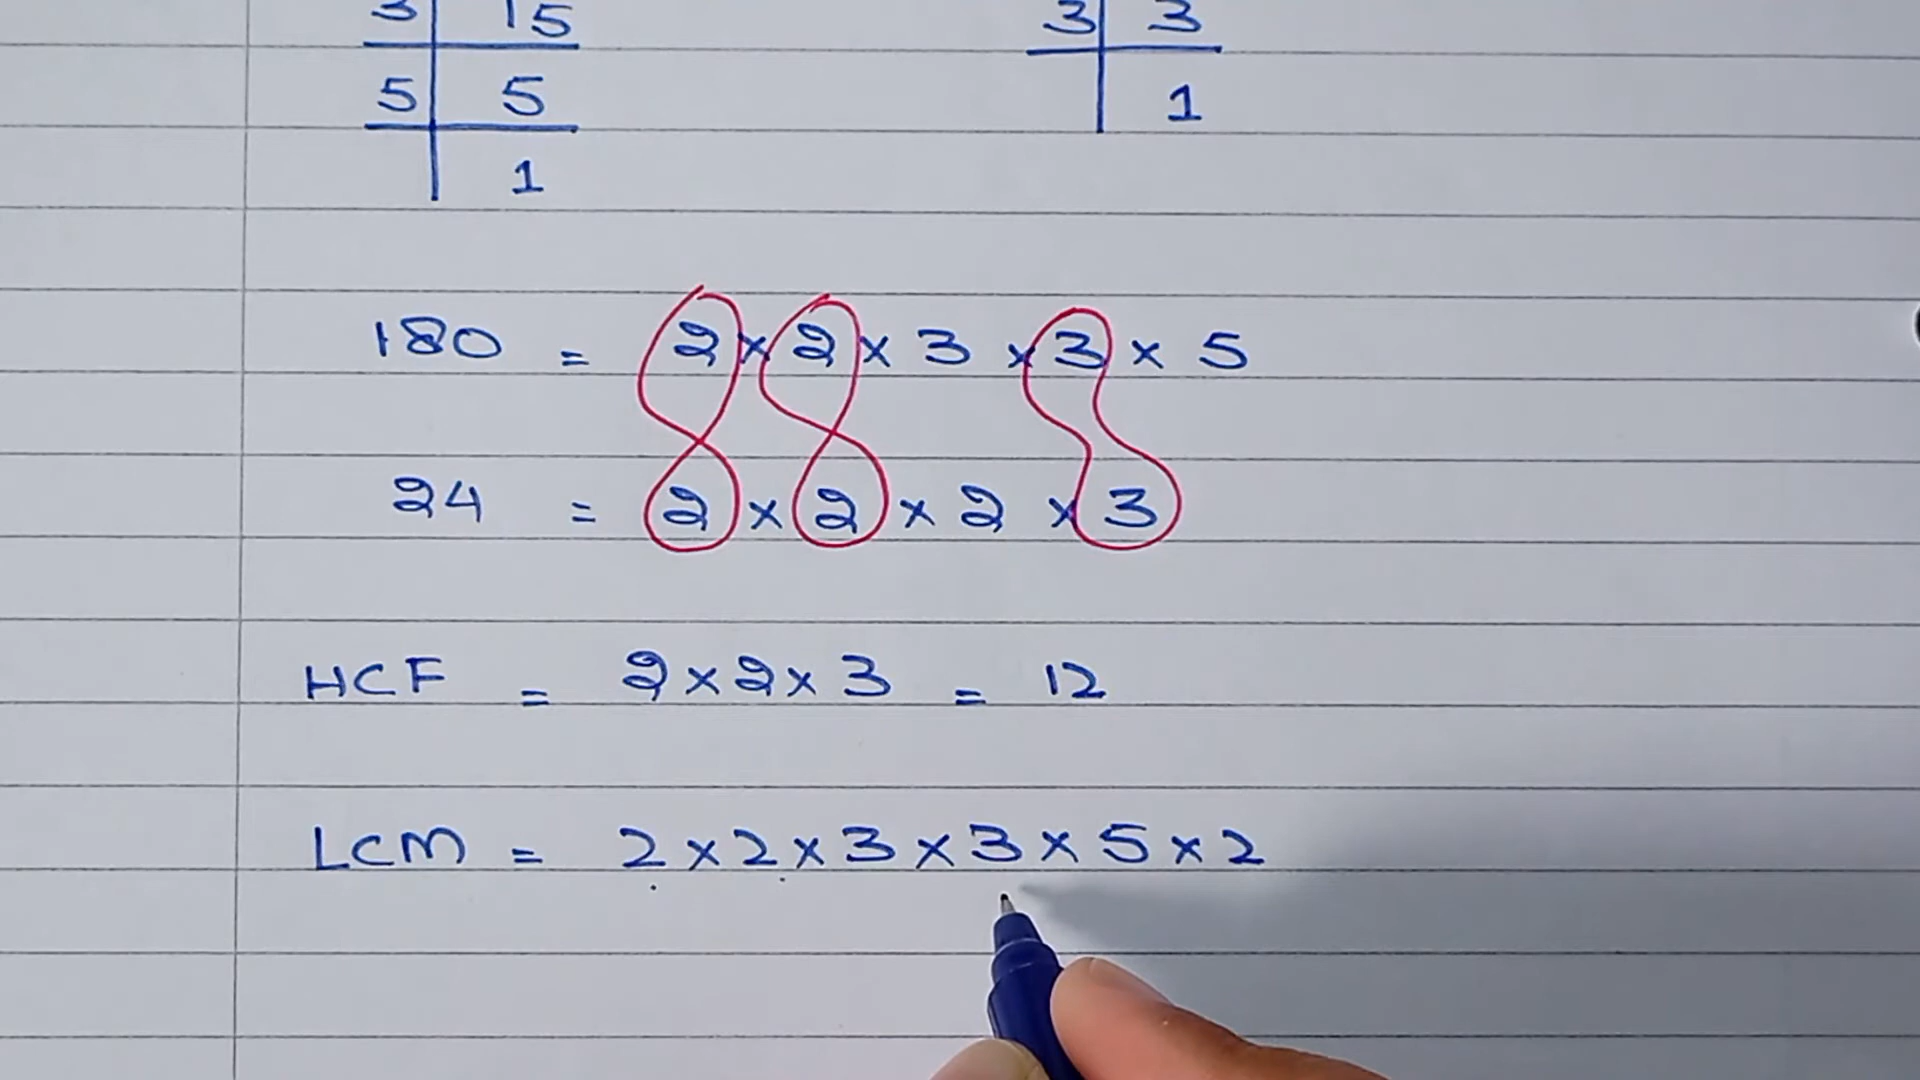 3 | 15
5 | 5
1
3 | 3
1
180 = 2 × 2 × 3 × 3 × 5
24 = 2 × 2 × 2 × 3
HCF = 2 × 2 × 3 = 12
LCM = 2 × 2 × 3 × 3 × 5 × 2